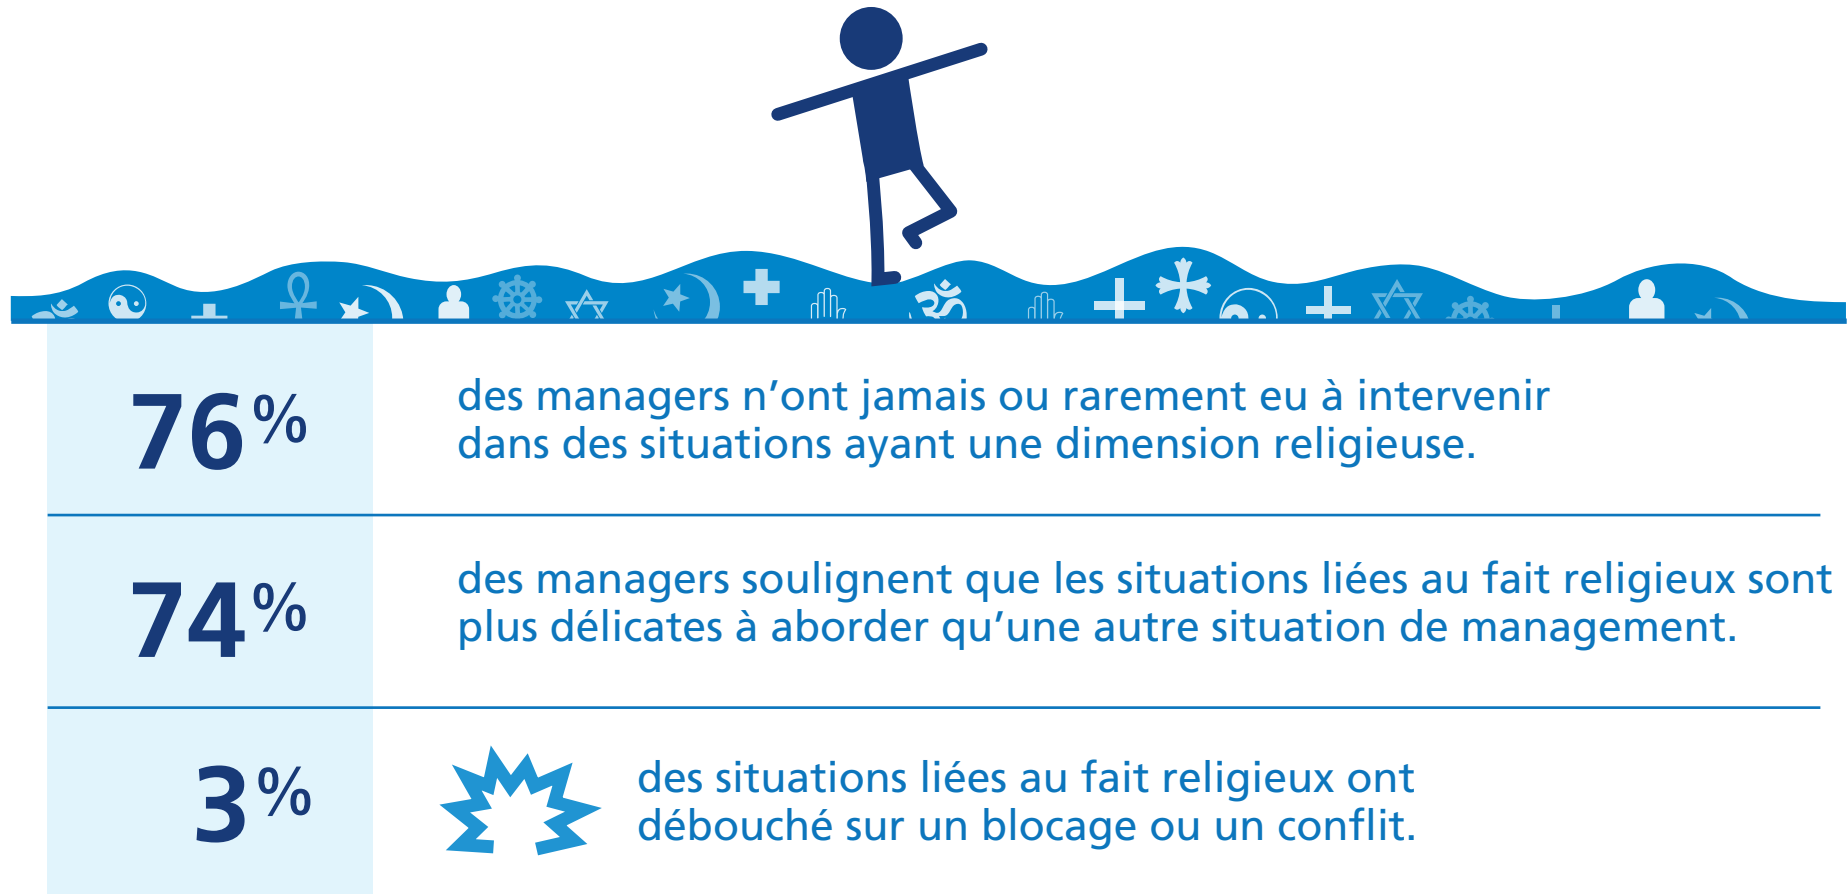 76%
des managers n’ont jamais ou rarement eu à intervenir
dans des situations ayant une dimension religieuse.
74%
des managers soulignent que les situations liées au fait religieux sont
plus délicates à aborder qu’une autre situation de management.
3%
des situations liées au fait religieux ont
débouché sur un blocage ou un conflit.